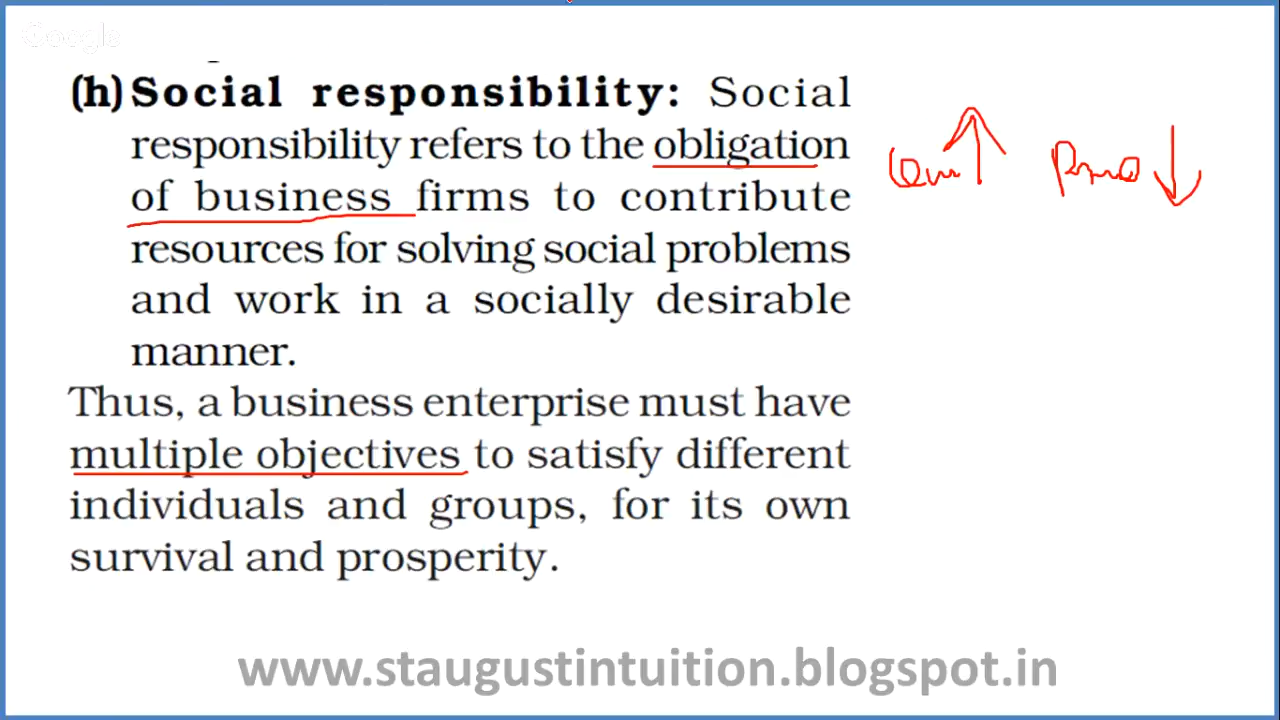 Google
(h) Social responsibility: Social
responsibility refers to the obligation
of business firms to contribute
resources for solving social problems
and work in a socially desirable
manner.
Thus, a business enterprise must have
multiple objectives to satisfy different
individuals and groups, for its own
survival and prosperity.
www.staugustintuition.blogspot.in